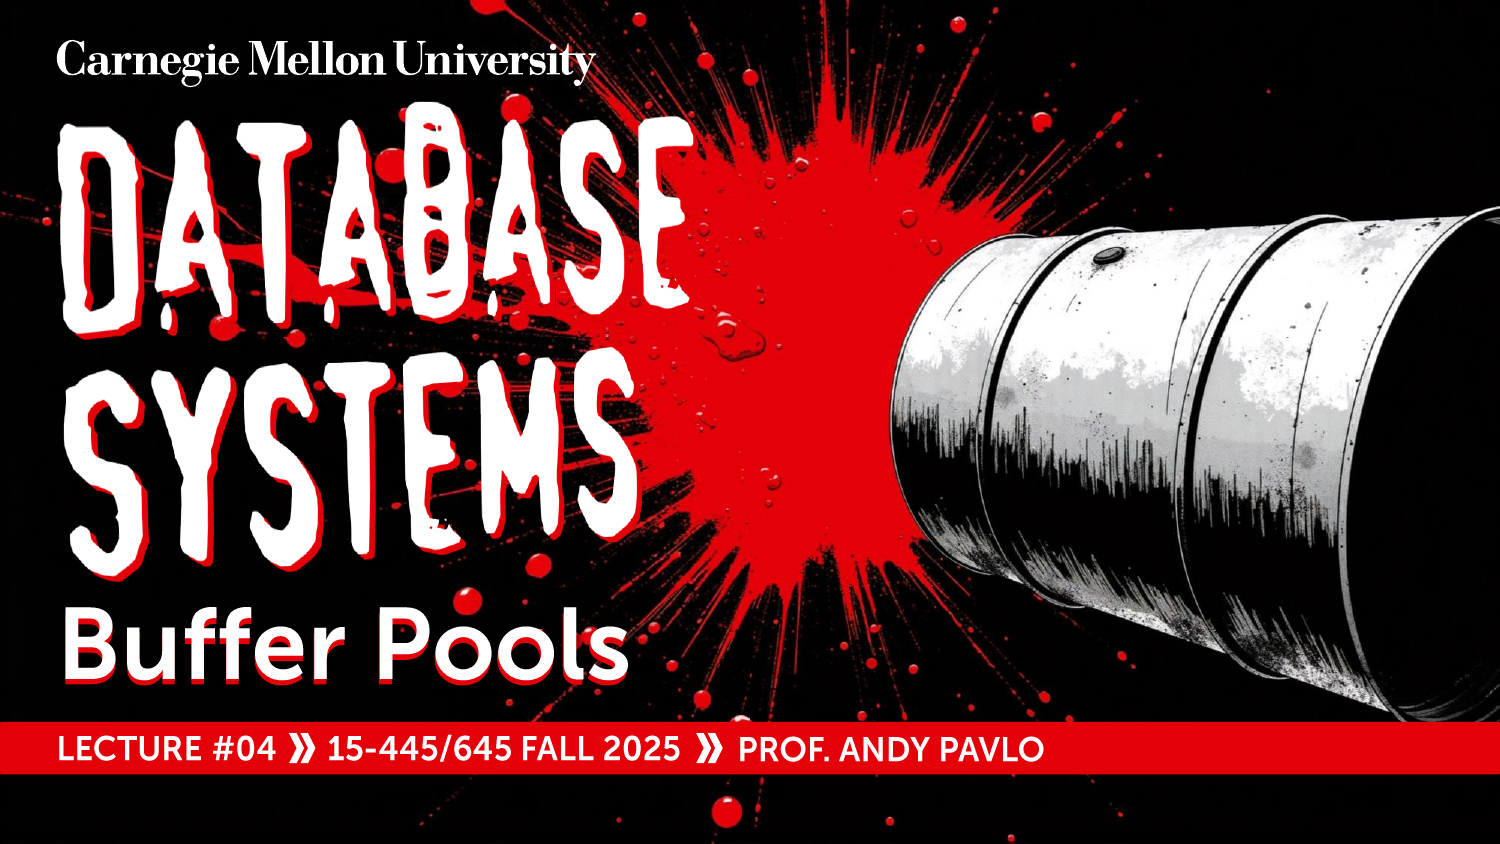 Carnegie Mellon University
DATABASE
SYSTEMS
Buffer Pools
LECTURE #04 » 15-445/645 FALL 2025 » PROF. ANDY PAVLO